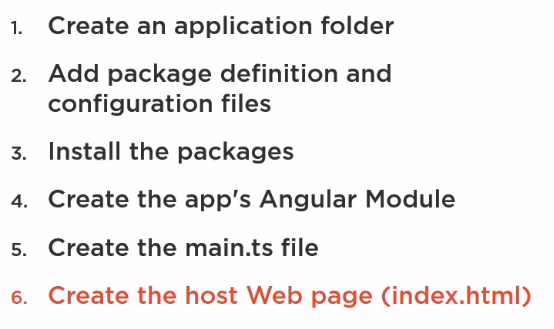 1. Create an application folder
2. Add package definition and
configuration files
3. Install the packages
4. Create the app's Angular Module
5. Create the main.ts file
6. Create the host Web page (index.html)